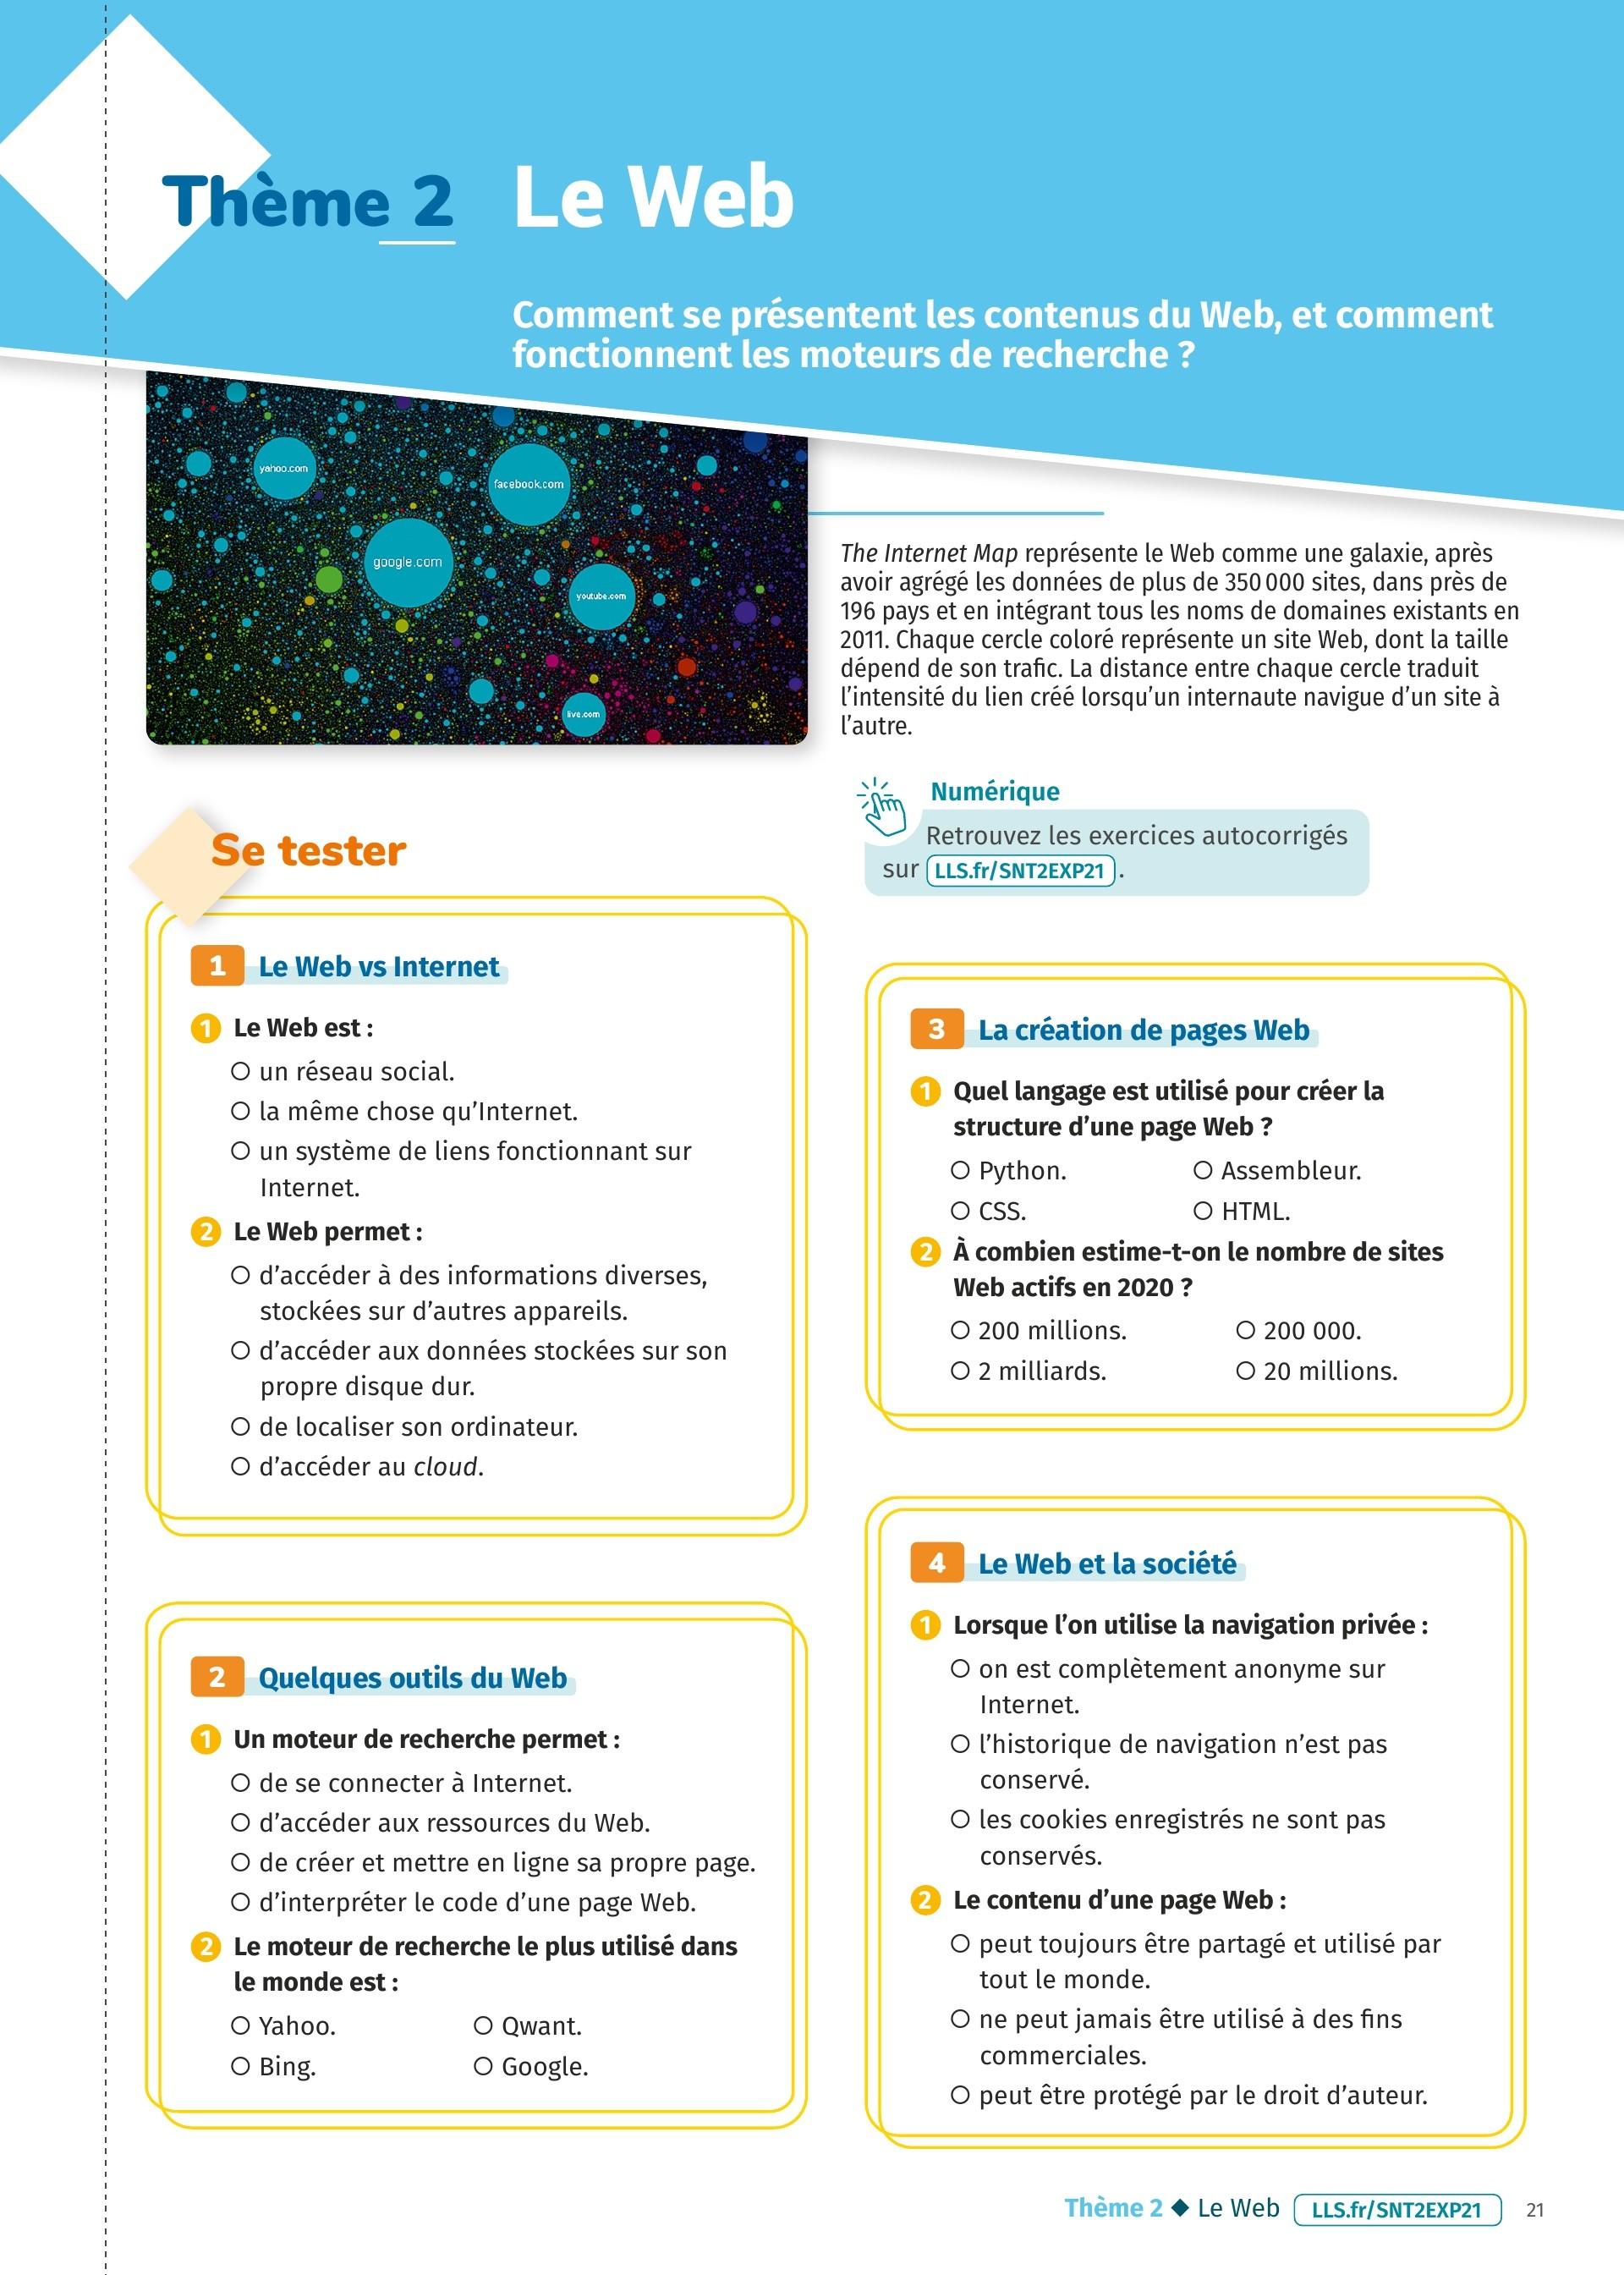 Thème 2 Le Web
Comment se présentent les contenus du Web, et comment
fonctionnent les moteurs de recherche ?
yahoo.com
facebook.com
google.com
youtube.com
live.com
The Internet Map représente le Web comme une galaxie, après
avoir agrégé les données de plus de 350 000 sites, dans près de
196 pays et en intégrant tous les noms de domaines existants en
2011. Chaque cercle coloré représente un site Web, dont la taille
dépend de son trafic. La distance entre chaque cercle traduit
l'intensité du lien créé lorsqu'un internaute navigue d'un site à
l'autre.
Numérique
Retrouvez les exercices autocorrigés
sur LLS.fr/SNT2EXP21 .
Se tester
1 Le Web vs Internet
1 Le Web est :
un réseau social.
la même chose qu'Internet.
un système de liens fonctionnant sur
Internet.
2 Le Web permet :
d'accéder à des informations diverses,
stockées sur d'autres appareils.
d'accéder aux données stockées sur son
propre disque dur.
de localiser son ordinateur.
d'accéder au cloud.
2 Quelques outils du Web
1 Un moteur de recherche permet :
de se connecter à Internet.
d'accéder aux ressources du Web.
de créer et mettre en ligne sa propre page.
d'interpréter le code d'une page Web.
2 Le moteur de recherche le plus utilisé dans
le monde est :
Yahoo. Qwant.
Bing. Google.
3 La création de pages Web
1 Quel langage est utilisé pour créer la
structure d'une page Web ?
Python. Assembleur.
CSS. HTML.
2 À combien estime-t-on le nombre de sites
Web actifs en 2020 ?
200 millions. 200 000.
2 milliards. 20 millions.
4 Le Web et la société
1 Lorsque l'on utilise la navigation privée :
on est complètement anonyme sur
Internet.
l'historique de navigation n'est pas
conservé.
les cookies enregistrés ne sont pas
conservés.
2 Le contenu d'une page Web :
peut toujours être partagé et utilisé par
tout le monde.
ne peut jamais être utilisé à des fins
commerciales.
peut être protégé par le droit d'auteur.
Thème 2 ◆ Le Web LLS.fr/SNT2EXP21 21